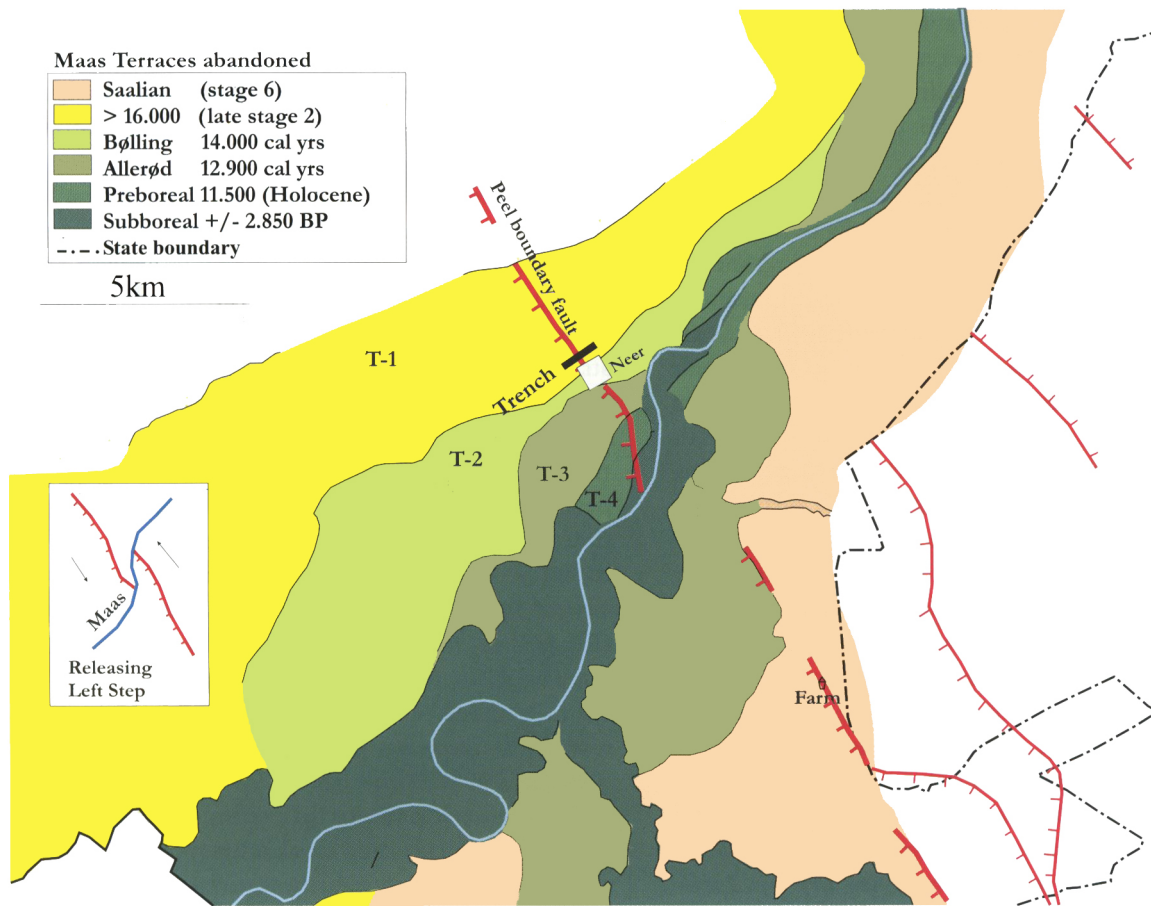 Maas Terraces abandoned
Saalian (stage 6)
> 16.000 (late stage 2)
Bølling 14.000 cal yrs
Allerød 12.900 cal yrs
Preboreal 11.500 (Holocene)
Subboreal +/- 2.850 BP
State boundary
5km
Peel boundary fault
T-1
Trench
Neer
T-2
T-3
T-4
Maas
Releasing
Left Step
Farm